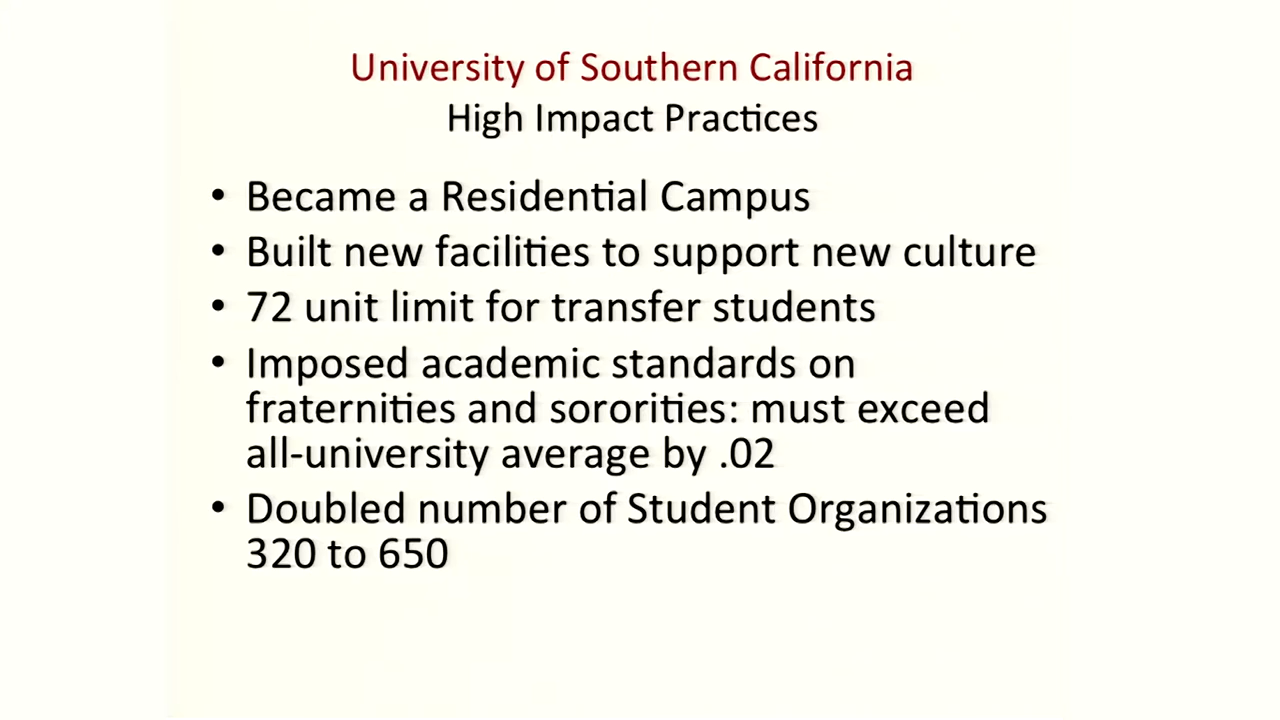 University of Southern California
High Impact Practices
• Became a Residential Campus
• Built new facilities to support new culture
• 72 unit limit for transfer students
• Imposed academic standards on
fraternities and sororities: must exceed
all-university average by .02
• Doubled number of Student Organizations
320 to 650